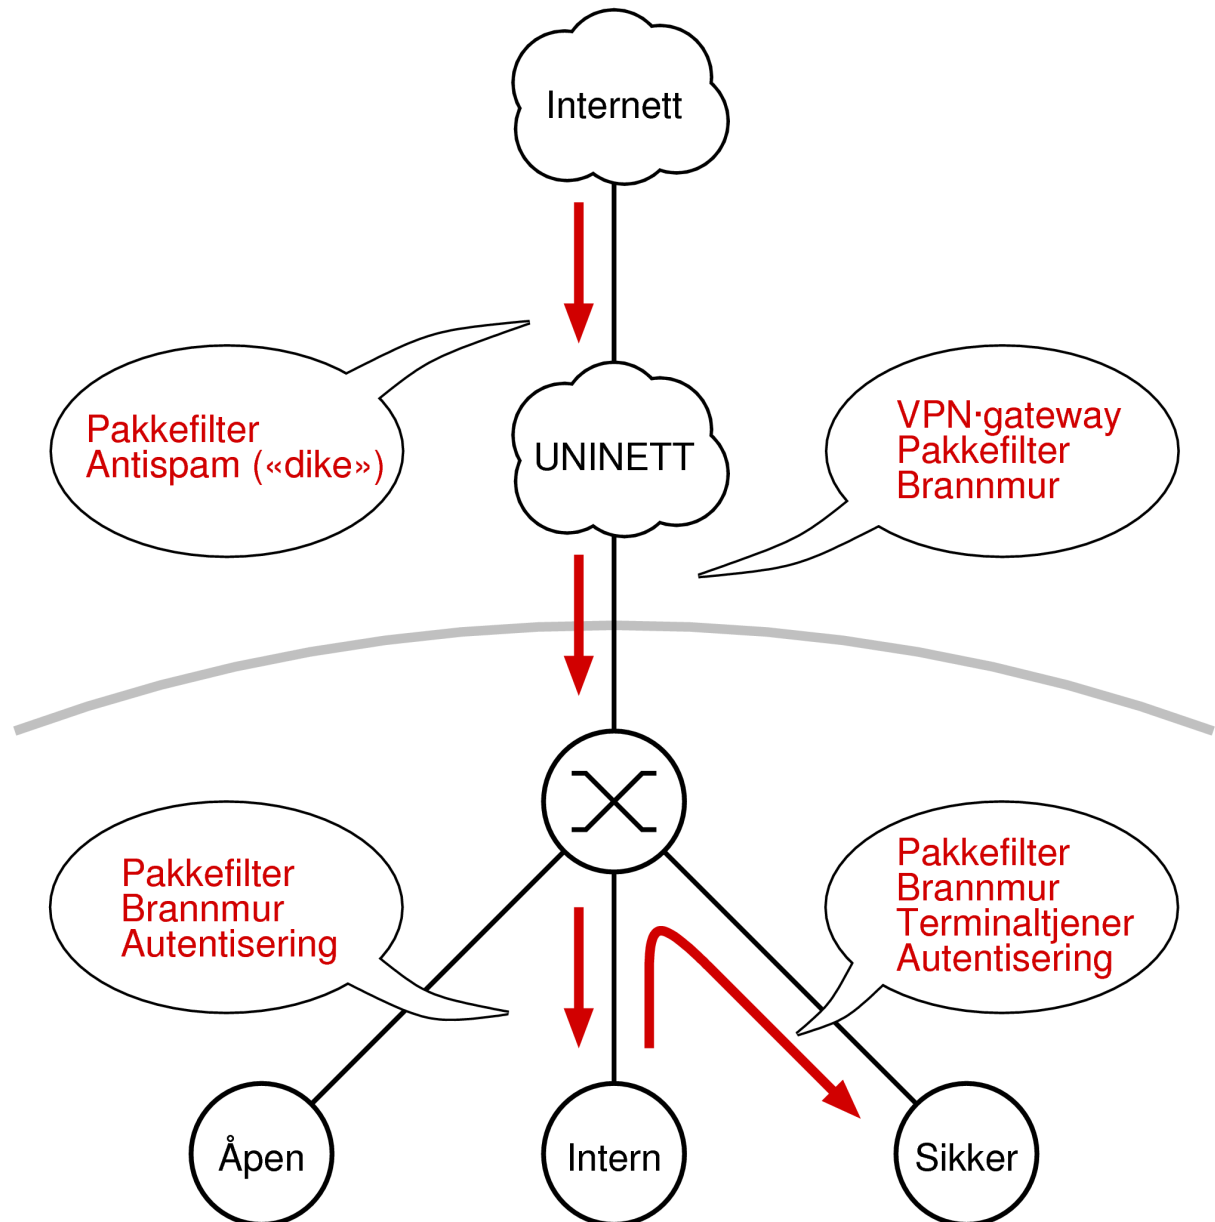 Internett
Pakkefilter
Antispam («dike»)
UNINETT
VPN·gateway
Pakkefilter
Brannmur
Pakkefilter
Brannmur
Autentisering
Pakkefilter
Brannmur
Terminaltjener
Autentisering
Åpen
Intern
Sikker